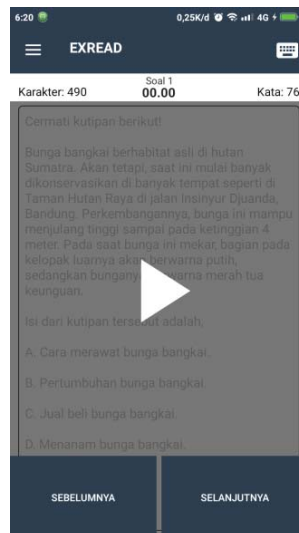 6:20 0,25K/d 4G
EXREAD
Soal 1
Karakter: 490 00.00 Kata: 76
Cermati kutipan berikut!
Bunga bangkai berhabitat asli di hutan
Sumatra. Akan tetapi, saat ini mulai banyak
dikonservasikan di banyak tempat seperti di
Taman Hutan Raya di jalan Insinyur Djuanda,
Bandung. Perkembangannya, bunga ini mampu
menjulang tinggi sampai pada ketinggian 4
meter. Pada saat bunga ini mekar, bagian pada
kelopak luarnya akan berwarna putih,
sedangkan bunganya berwarna merah tua
keunguan.
Isi dari kutipan tersebut adalah,
A. Cara merawat bunga bangkai.
B. Pertumbuhan bunga bangkai.
C. Jual beli bunga bangkai.
D. Menanam bunga bangkai.
SEBELUMNYA SELANJUTNYA